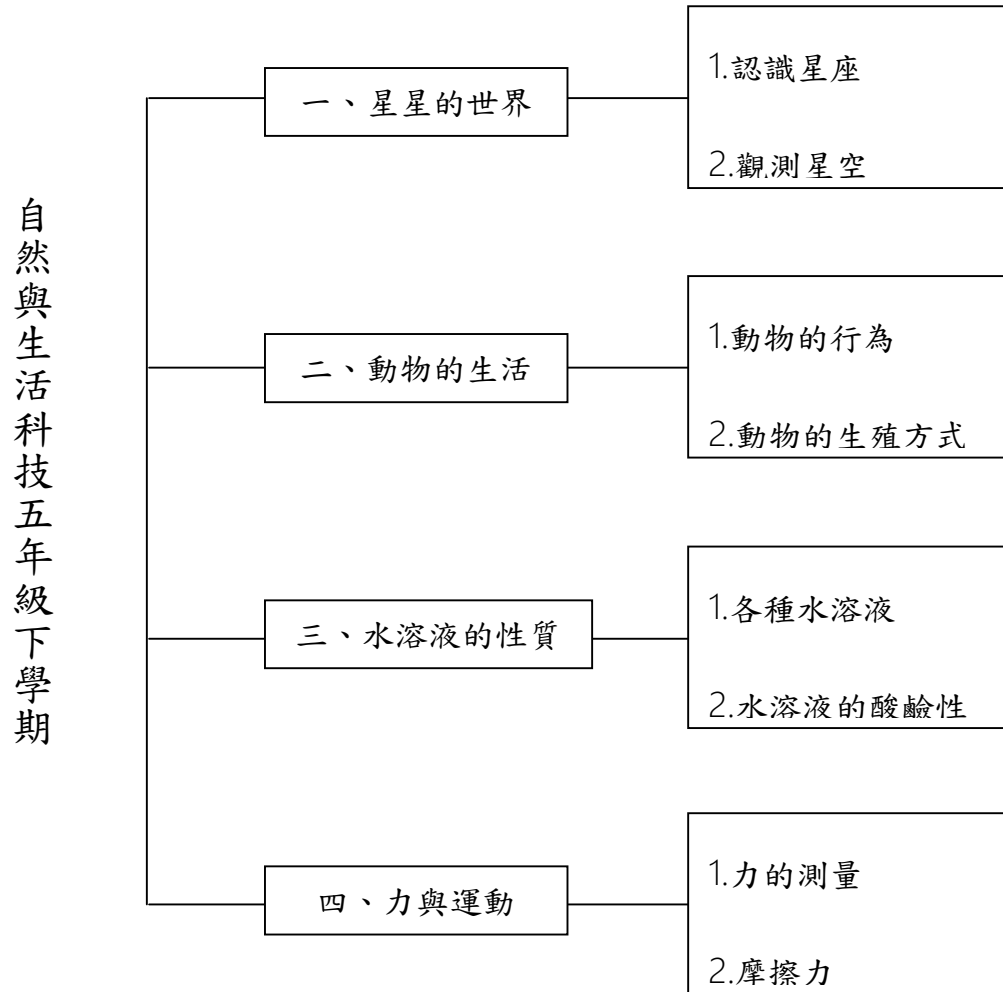 自然與生活科技五年級下學期
一、星星的世界
1.認識星座
2.觀測星空
二、動物的生活
1.動物的行為
2.動物的生殖方式
三、水溶液的性質
1.各種水溶液
2.水溶液的酸鹼性
四、力與運動
1.力的測量
2.摩擦力